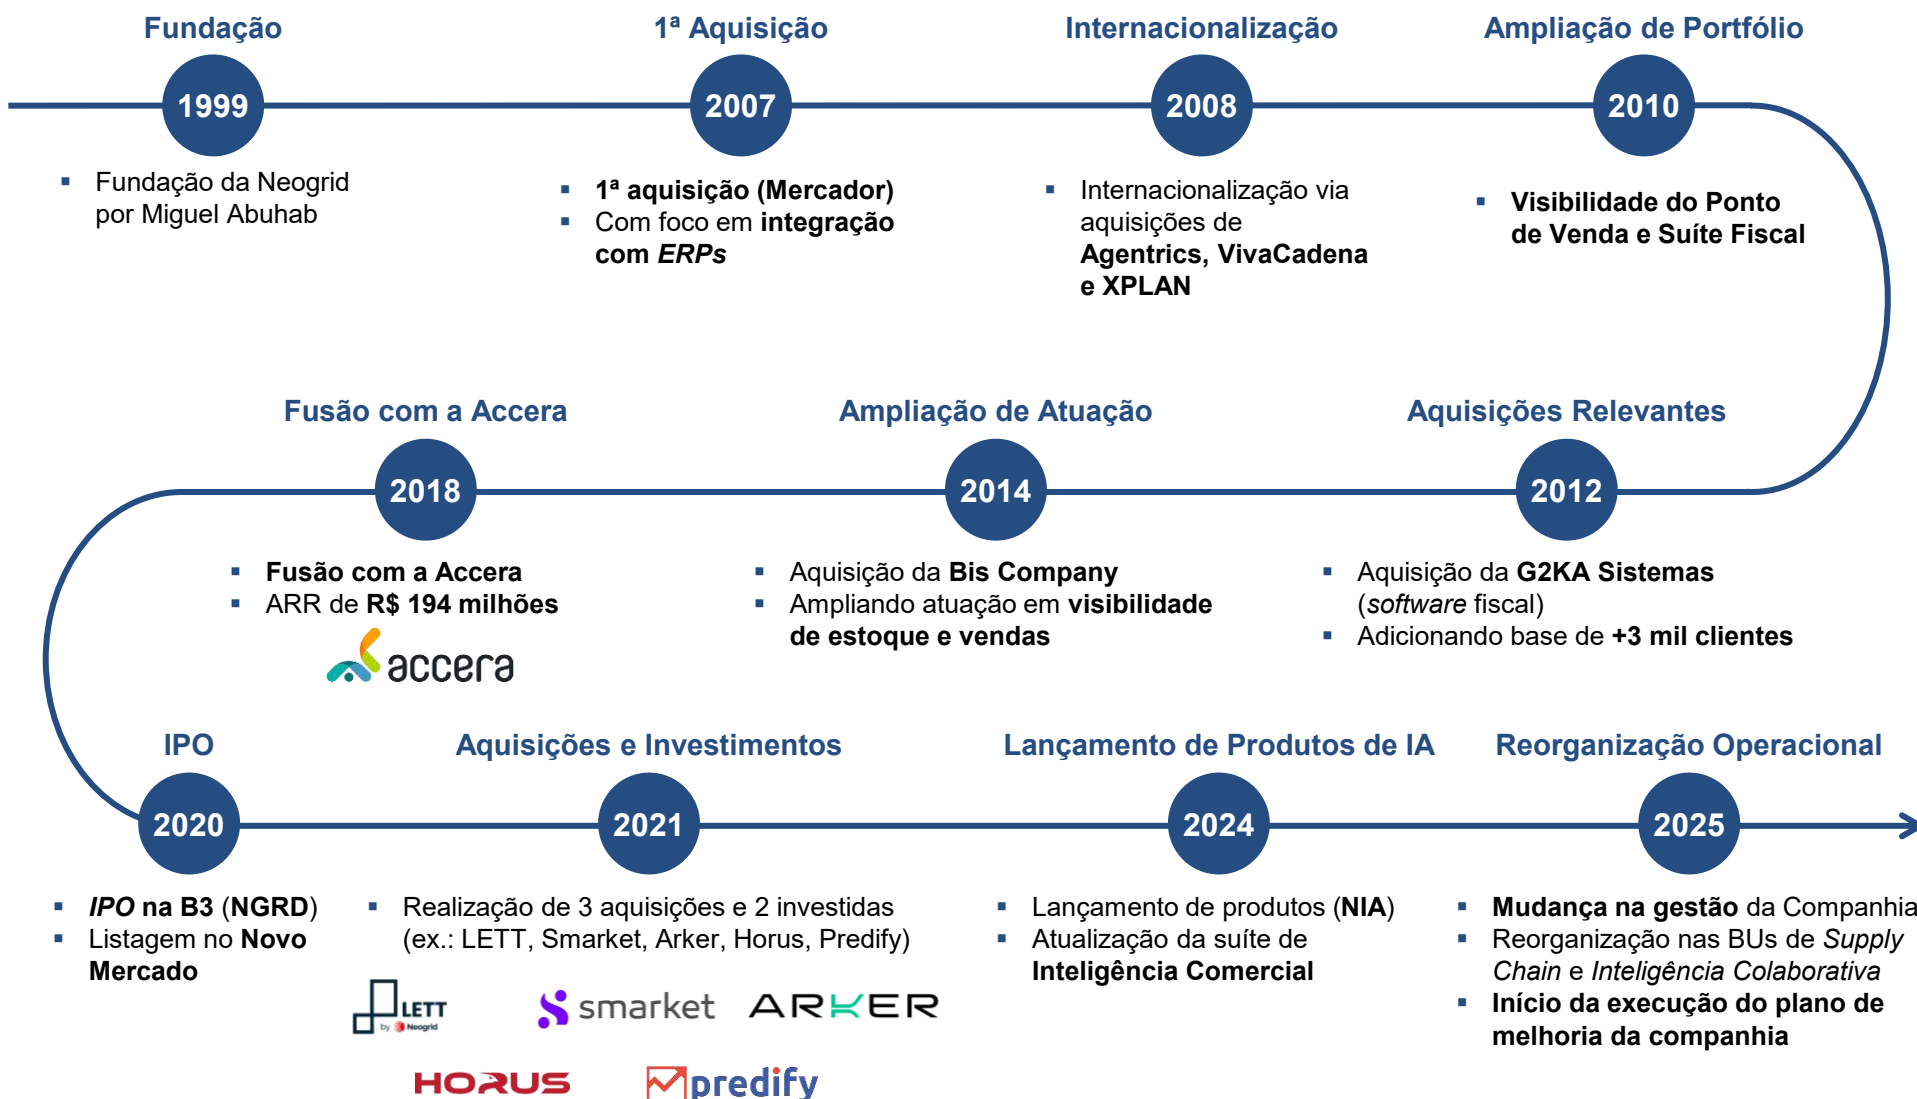 Fundação
1999
▪ Fundação da Neogrid
por Miguel Abuhab
1ª Aquisição
2007
▪ 1ª aquisição (Mercador)
▪ Com foco em integração
com ERPs
Internacionalização
2008
▪ Internacionalização via
aquisições de
Agentrics, VivaCadena
e XPLAN
Ampliação de Portfólio
2010
▪ Visibilidade do Ponto
de Venda e Suíte Fiscal
Aquisições Relevantes
2012
▪ Aquisição da G2KA Sistemas
(software fiscal)
▪ Adicionando base de +3 mil clientes
Ampliação de Atuação
2014
▪ Aquisição da Bis Company
▪ Ampliando atuação em visibilidade
de estoque e vendas
Fusão com a Accera
2018
▪ Fusão com a Accera
▪ ARR de R$ 194 milhões
accera
IPO
2020
▪ IPO na B3 (NGRD)
▪ Listagem no Novo
Mercado
Aquisições e Investimentos
2021
▪ Realização de 3 aquisições e 2 investidas
(ex.: LETT, Smarket, Arker, Horus, Predify)
LETT
by Neogrid
smarket
ARKER
HORUS
predify
Lançamento de Produtos de IA
2024
▪ Lançamento de produtos (NIA)
▪ Atualização da suíte de
Inteligência Comercial
Reorganização Operacional
2025
▪ Mudança na gestão da Companhia
▪ Reorganização nas BUs de Supply
Chain e Inteligência Colaborativa
▪ Início da execução do plano de
melhoria da companhia